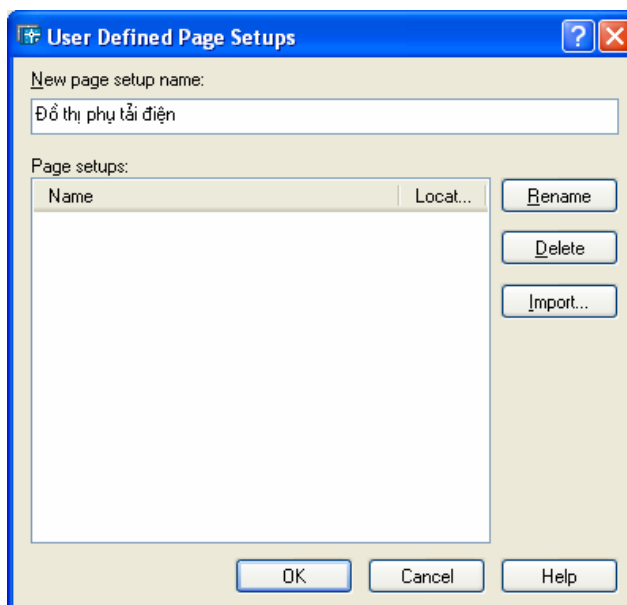 User Defined Page Setups
New page setup name:
Đồ thị phụ tải điện
Page setups:
Name Locat...
Rename
Delete
Import...
OK Cancel Help